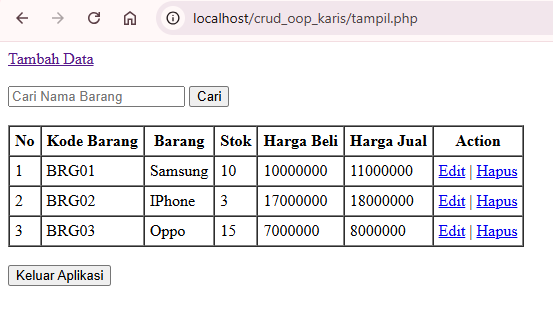 localhost/crud_oop_karis/tampil.php
Tambah Data
Cari Nama Barang Cari
No Kode Barang Barang Stok Harga Beli Harga Jual Action
1 BRG01 Samsung 10 10000000 11000000 Edit | Hapus
2 BRG02 IPhone 3 17000000 18000000 Edit | Hapus
3 BRG03 Oppo 15 7000000 8000000 Edit | Hapus
Keluar Aplikasi